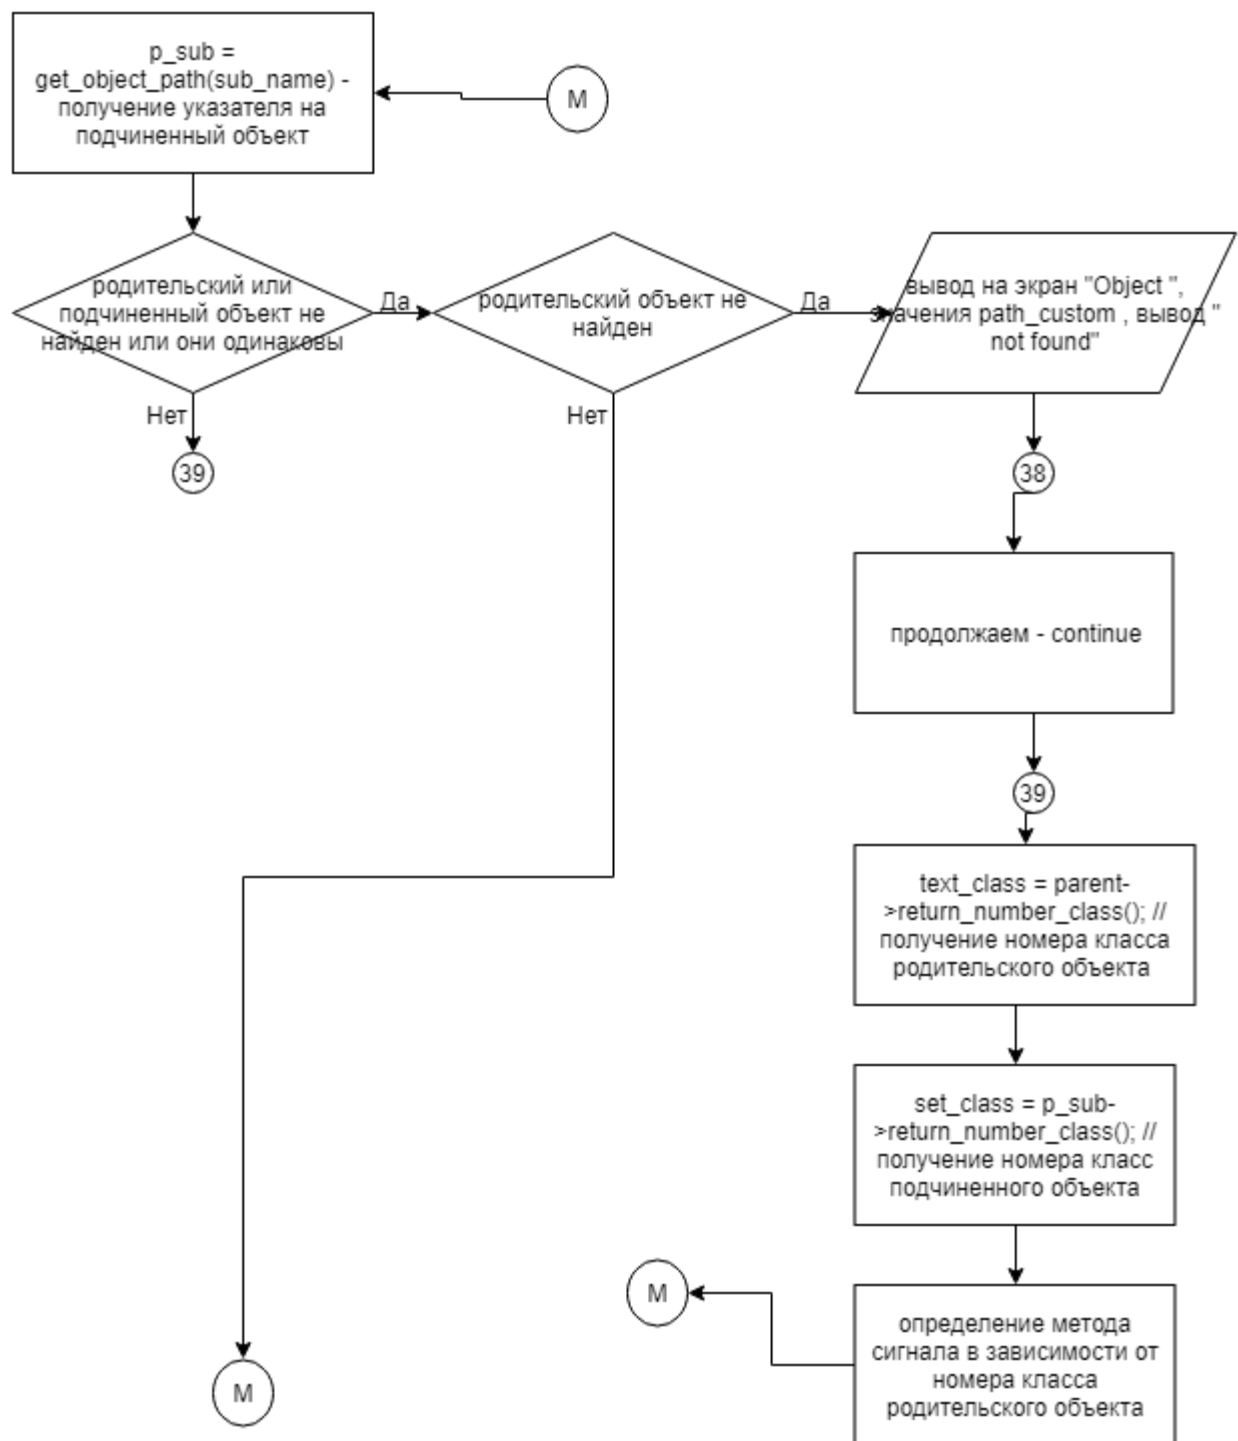 p_sub =
get_object_path(sub_name) -
получение указателя на
подчиненный объект
M
родительский или
подчиненный объект не
найден или они одинаковы
Да
родительский объект не
найден
Да
вывод на экран "Object ",
значения path_custom , вывод "
not found"
Нет
39
Нет
38
продолжаем - continue
39
text_class = parent-
>return_number_class(); //
получение номера класса
родительского объекта
set_class = p_sub-
>return_number_class(); //
получение номера класс
подчиненного объекта
M
определение метода
сигнала в зависимости от
номера класса
родительского объекта
M